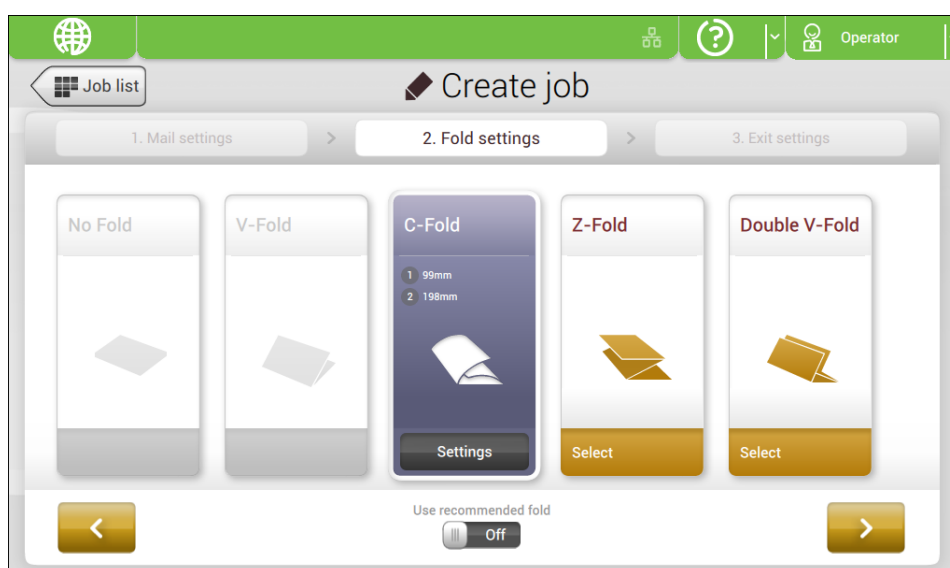 Operator
Job list
Create job
1. Mail settings
>
2. Fold settings
>
3. Exit settings
No Fold
V-Fold
C-Fold
Z-Fold
Double V-Fold
1 99mm
2 198mm
Settings
Select
Select
Use recommended fold
Off